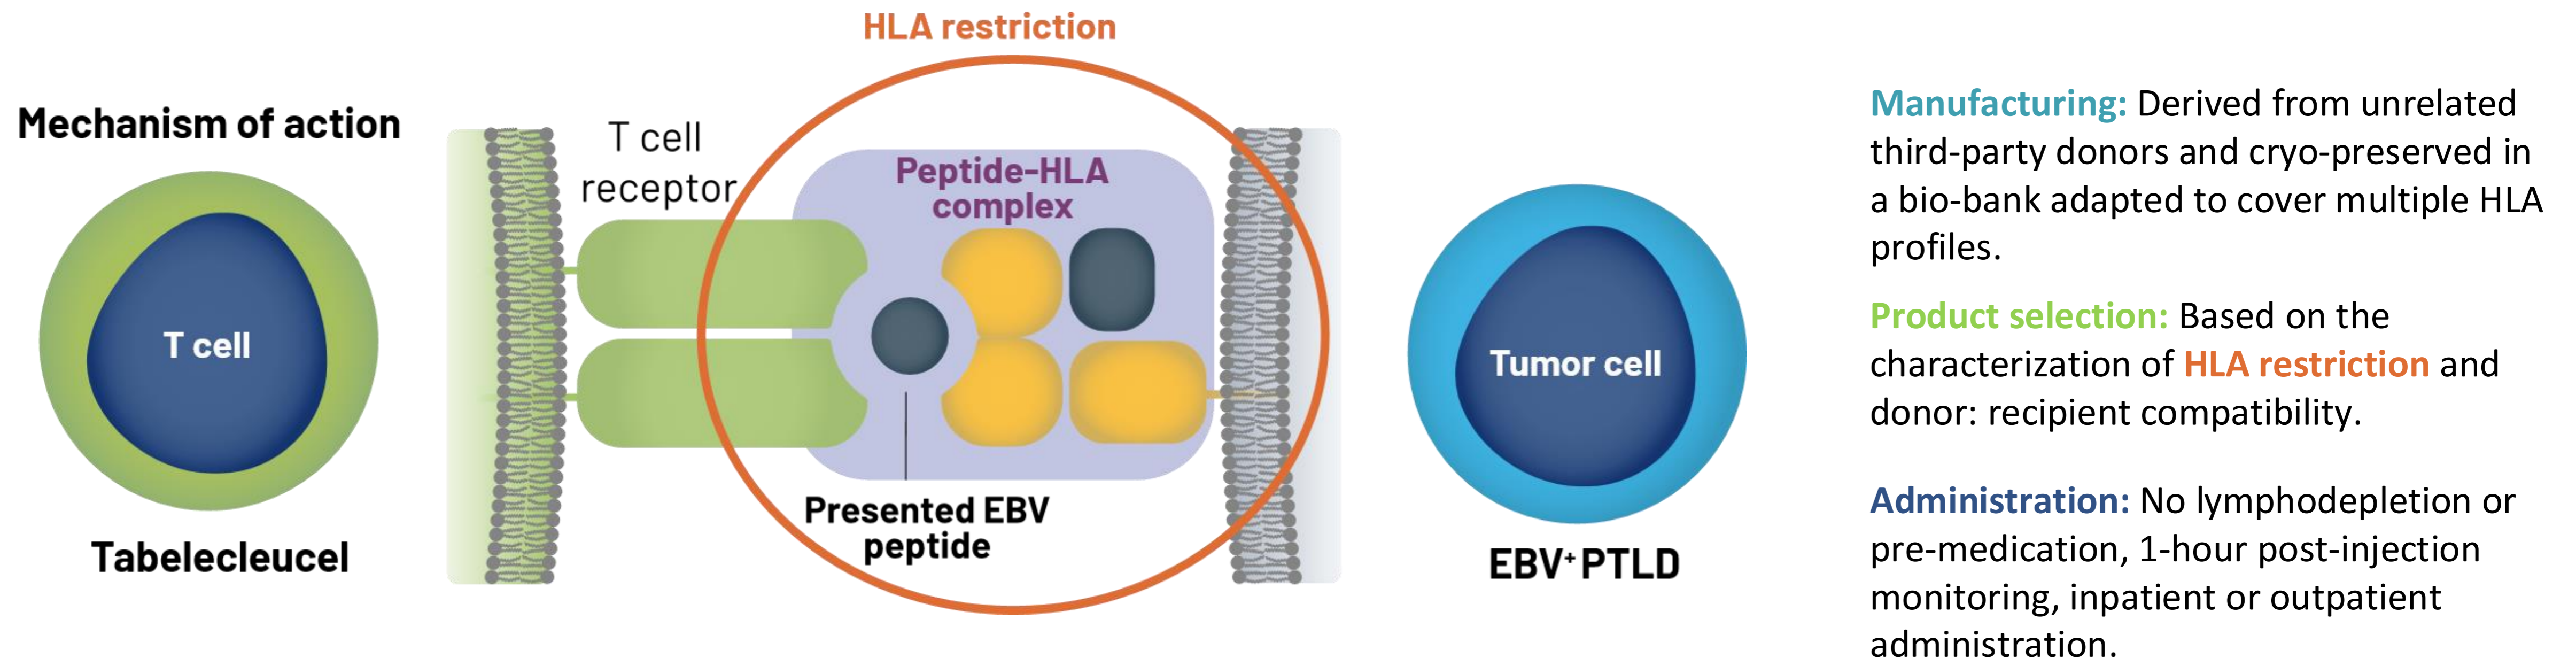 HLA restriction
Mechanism of action
T cell
Tabelecleucel
T cell
receptor
Peptide-HLA
complex
Presented EBV
peptide
Tumor cell
EBV⁺ PTLD
Manufacturing: Derived from unrelated
third-party donors and cryo-preserved in
a bio-bank adapted to cover multiple HLA
profiles.
Product selection: Based on the
characterization of HLA restriction and
donor: recipient compatibility.
Administration: No lymphodepletion or
pre-medication, 1-hour post-injection
monitoring, inpatient or outpatient
administration.